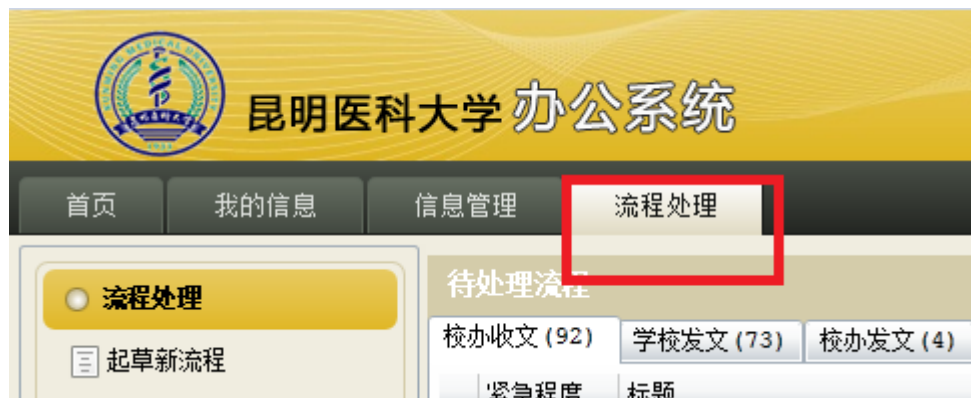 昆明医科大学办公系统
首页 我的信息 信息管理 流程处理
流程处理
起草新流程
待处理流程
校办收文(92) 学校发文(73) 校办发文(4)
紧急程度 标题